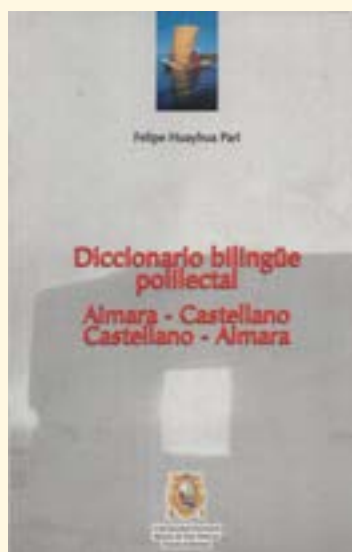 Felipe Huayhua Pari
Diccionario bilingüe
polilectal
Aimara - Castellano
Castellano - Aimara